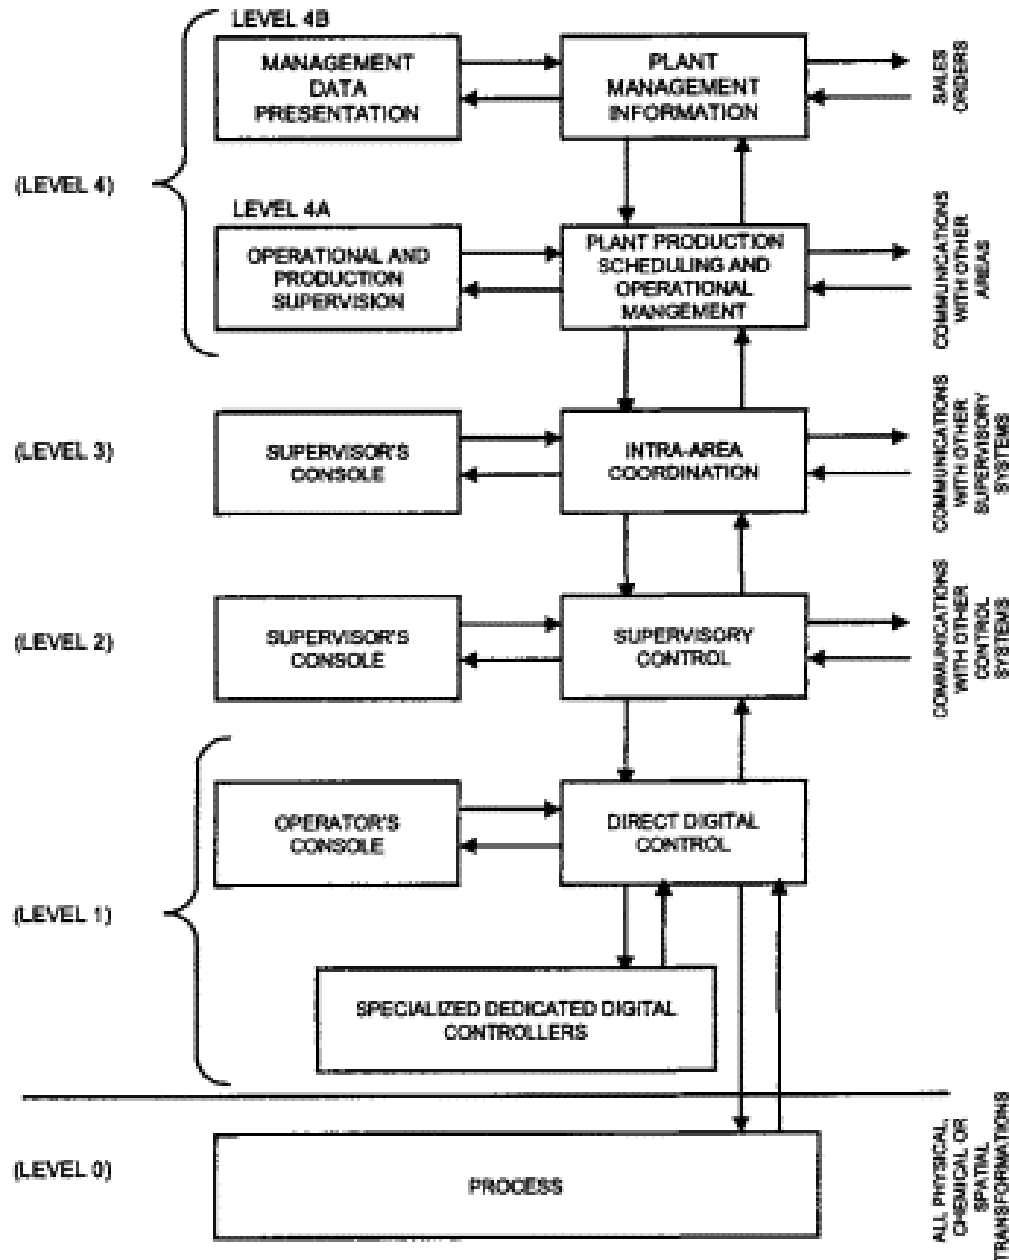 LEVEL 4B
MANAGEMENT
DATA
PRESENTATION
PLANT
MANAGEMENT
INFORMATION
SALES
ORDERS
(LEVEL 4)
LEVEL 4A
OPERATIONAL AND
PRODUCTION
SUPERVISION
PLANT PRODUCTION
SCHEDULING AND
OPERATIONAL
MANGEMENT
COMMUNICATIONS
WITH OTHER
AREAS
(LEVEL 3)
SUPERVISOR'S
CONSOLE
INTRA-AREA
COORDINATION
COMMUNICATIONS
WITH OTHER
SUPERVISORY
SYSTEMS
(LEVEL 2)
SUPERVISOR'S
CONSOLE
SUPERVISORY
CONTROL
COMMUNICATIONS
WITH OTHER
CONTROL
SYSTEMS
(LEVEL 1)
OPERATOR'S
CONSOLE
DIRECT DIGITAL
CONTROL
SPECIALIZED DEDICATED DIGITAL
CONTROLLERS
(LEVEL 0)
PROCESS
ALL PHYSICAL,
CHEMICAL OR
SPATIAL
TRANSFORMATIONS